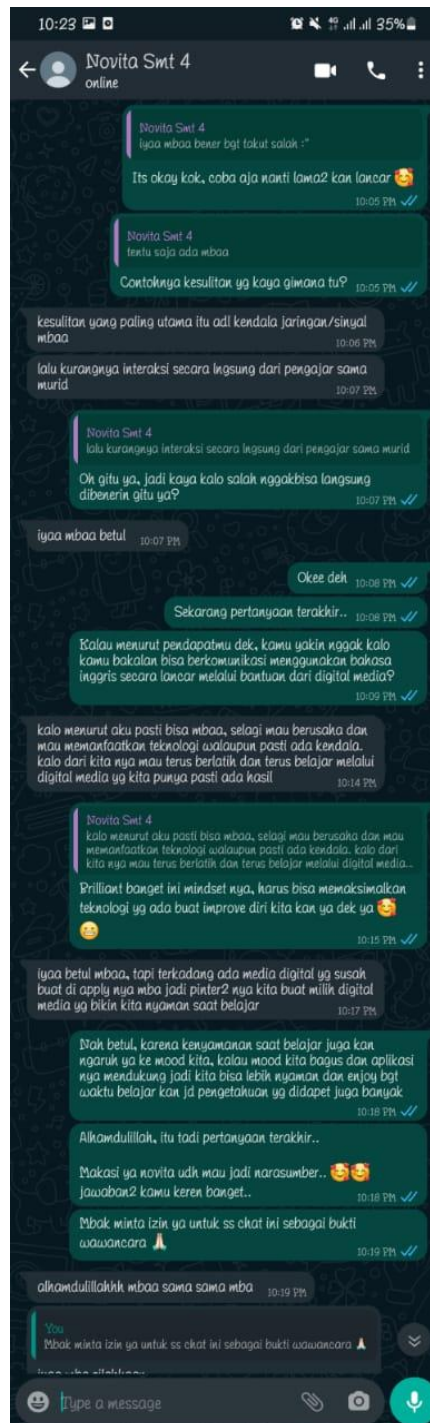 10:23
4G
35%
Novita Smt 4
online
Novita Smt 4
iyaa mbaa bener bgt takut salah :"
Its okay kok, coba aja nanti lama2 kan lancar 🥰
10:05 PM
Novita Smt 4
tentu saja ada mbaa
Contohnya kesulitan yg kaya gimana tu?
10:05 PM
kesulitan yang paling utama itu adl kendala jaringan/sinyal
mbaa
10:06 PM
lalu kurangnya interaksi secara lngsung dari pengajar sama
murid
10:07 PM
Novita Smt 4
lalu kurangnya interaksi secara lngsung dari pengajar sama murid
Oh gitu ya, jadi kaya kalo salah nggakbisa langsung
dibenerin gitu ya?
10:07 PM
iyaa mbaa betul
10:07 PM
Okee deh
10:08 PM
Sekarang pertanyaan terakhir..
10:08 PM
Kalau menurut pendapatmu dek, kamu yakin nggak kalo
kamu bakalan bisa berkomunikasi menggunakan bahasa
inggris secara lancar melalui bantuan dari digital media?
10:09 PM
kalo menurut aku pasti bisa mbaa, selagi mau berusaha dan
mau memanfaatkan teknologi walaupun pasti ada kendala.
kalo dari kita nya mau terus berlatih dan terus belajar melalui
digital media yg kita punya pasti ada hasil
10:14 PM
Novita Smt 4
kalo menurut aku pasti bisa mbaa, selagi mau berusaha dan mau
memanfaatkan teknologi walaupun pasti ada kendala. kalo dari
kita nya mau terus berlatih dan terus belajar melalui digital media...
Brilliant banget ini mindset nya, harus bisa memaksimalkan
teknologi yg ada buat improve diri kita kan ya dek ya 🥰
😁
10:15 PM
iyaa betul mbaa, tapi terkadang ada media digital yg susah
buat di apply nya mba jadi pinter2 nya kita buat milih digital
media yg bikin kita nyaman saat belajar
10:17 PM
Nah betul, karena kenyamanan saat belajar juga kan
ngaruh ya ke mood kita, kalau mood kita bagus dan aplikasi
nya mendukung jadi kita bisa lebih nyaman dan enjoy bgt
waktu belajar kan jd pengetahuan yg didapet juga banyak
10:18 PM
Alhamdulillah, itu tadi pertanyaan terakhir..
Makasi ya novita udh mau jadi narasumber.. 🥰🥰
jawaban2 kamu keren banget..
10:18 PM
Mbak minta izin ya untuk ss chat ini sebagai bukti
wawancara 🙏🏻
10:19 PM
alhamdulillahhh mbaa sama sama mba
10:19 PM
You
Mbak minta izin ya untuk ss chat ini sebagai bukti wawancara 🙏🏻
Type a message